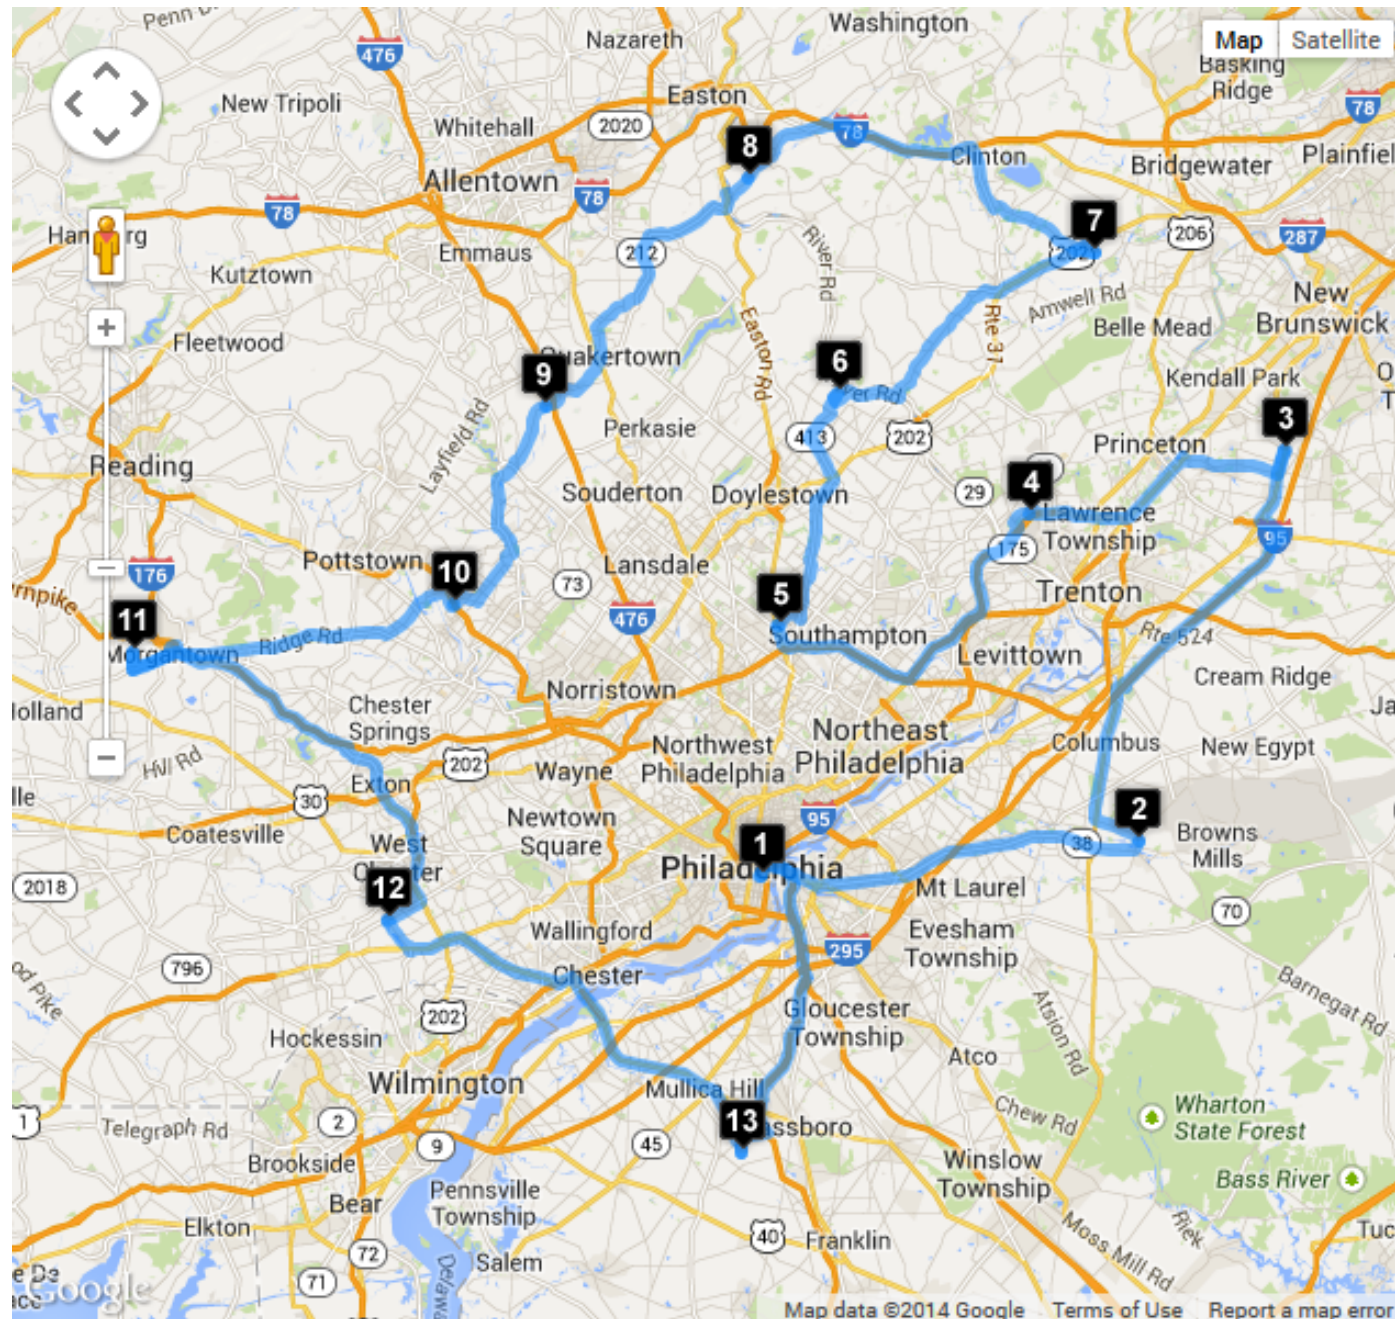 Penn Dr
476
Nazareth
Washington
Map
Satellite
Basking
Ridge
New Tripoli
Easton
78
Whitehall
2020
8
78
Clinton
Bridgewater
Plainfiel
Allentown
78
78
7
Emmaus
212
River Rd
202
206
287
Kutztown
Amwell Rd
New
Brunswick
Fleetwood
Easton Rd
Rte 31
Belle Mead
Quakertown
9
6
Kendall Park
Layfield Rd
Perkasie
413
202
3
Princeton
Reading
Souderton
Doylestown
29
4
Lawrence
Township
95
175
Pottstown
10
73
Lansdale
Trenton
176
5
11
476
Southampton
Rte 524
Morgantown
Ridge Rd
Levittown
Cream Ridge
Norristown
Chester
Springs
Northwest
Philadelphia
Northeast
Philadelphia
Columbus
New Egypt
202
Wayne
Exton
30
Coatesville
Newtown
Square
95
2
38
Browns
Mills
West
1
Philadelphia
2018
12
Mt Laurel
70
Wallingford
Evesham
Township
295
796
Chester
Gloucester
Township
Barnegat Rd
202
Hockessin
Atsion Rd
Atco
Wilmington
Mullica Hill
Chew Rd
Wharton
State Forest
1
Telegraph Rd
2
13
9
45
Brookside
Winslow
Township
Bass River
Bear
Pennsville
Township
Elkton
72
40
Franklin
Moss Mill Rd
Tuc
Salem
71
Google
Map data ©2014 Google
Terms of Use
Report a map error